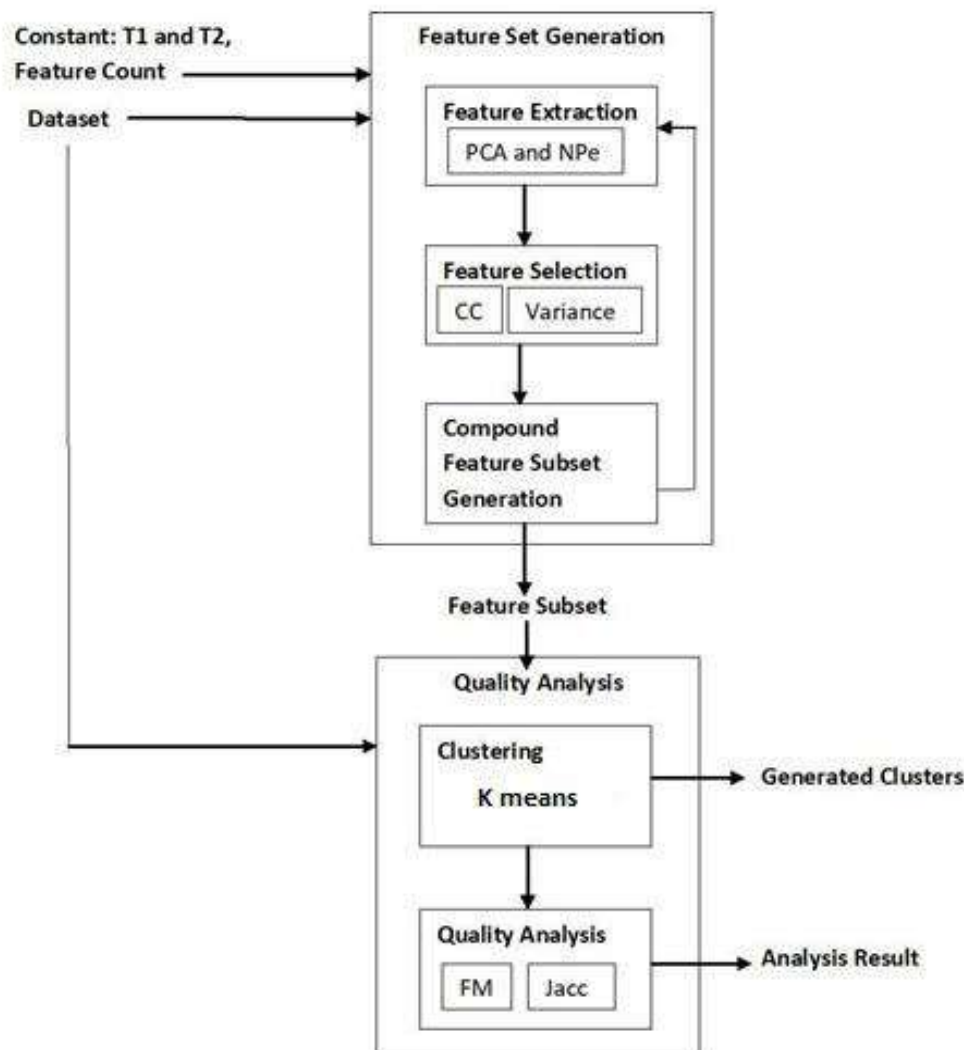 Constant: T1 and T2,
Feature Count
Dataset
Feature Set Generation
Feature Extraction
PCA and NPe
Feature Selection
CC
Variance
Compound
Feature Subset
Generation
Feature Subset
Quality Analysis
Clustering
K means
Generated Clusters
Quality Analysis
FM
Jacc
Analysis Result